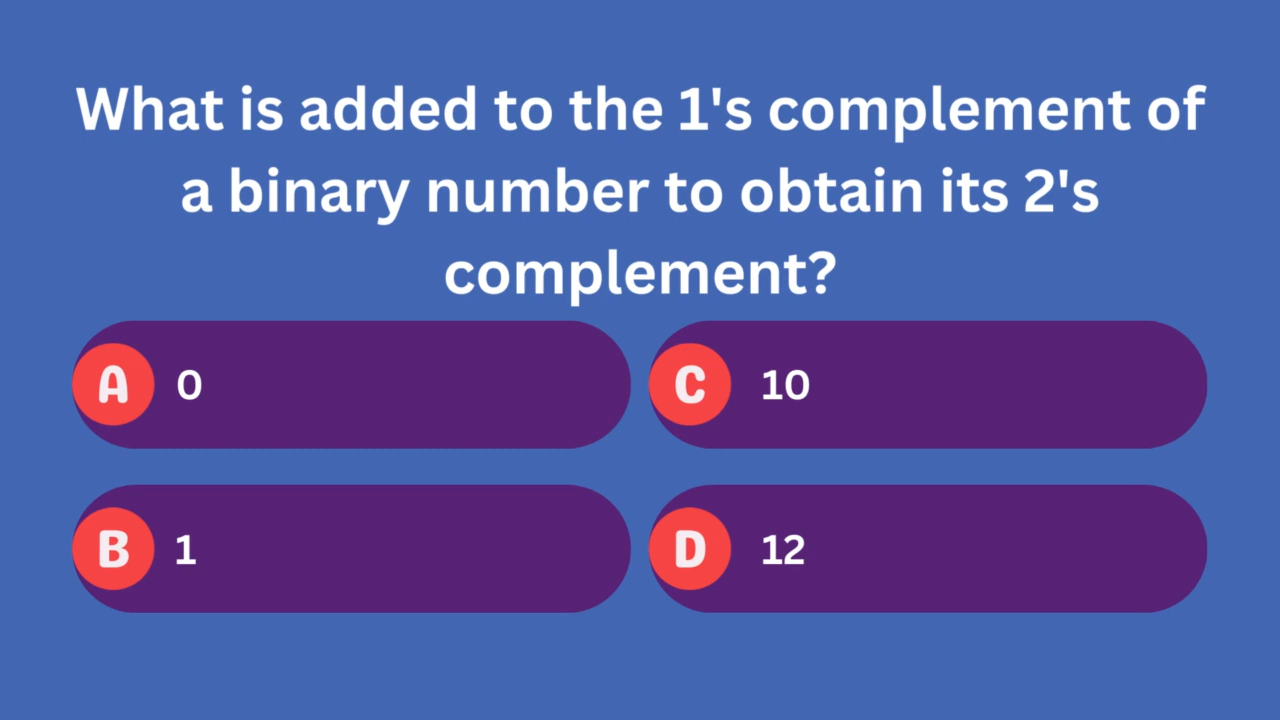 What is added to the 1's complement of
a binary number to obtain its 2's
complement?
A 0
C 10
B 1
D 12